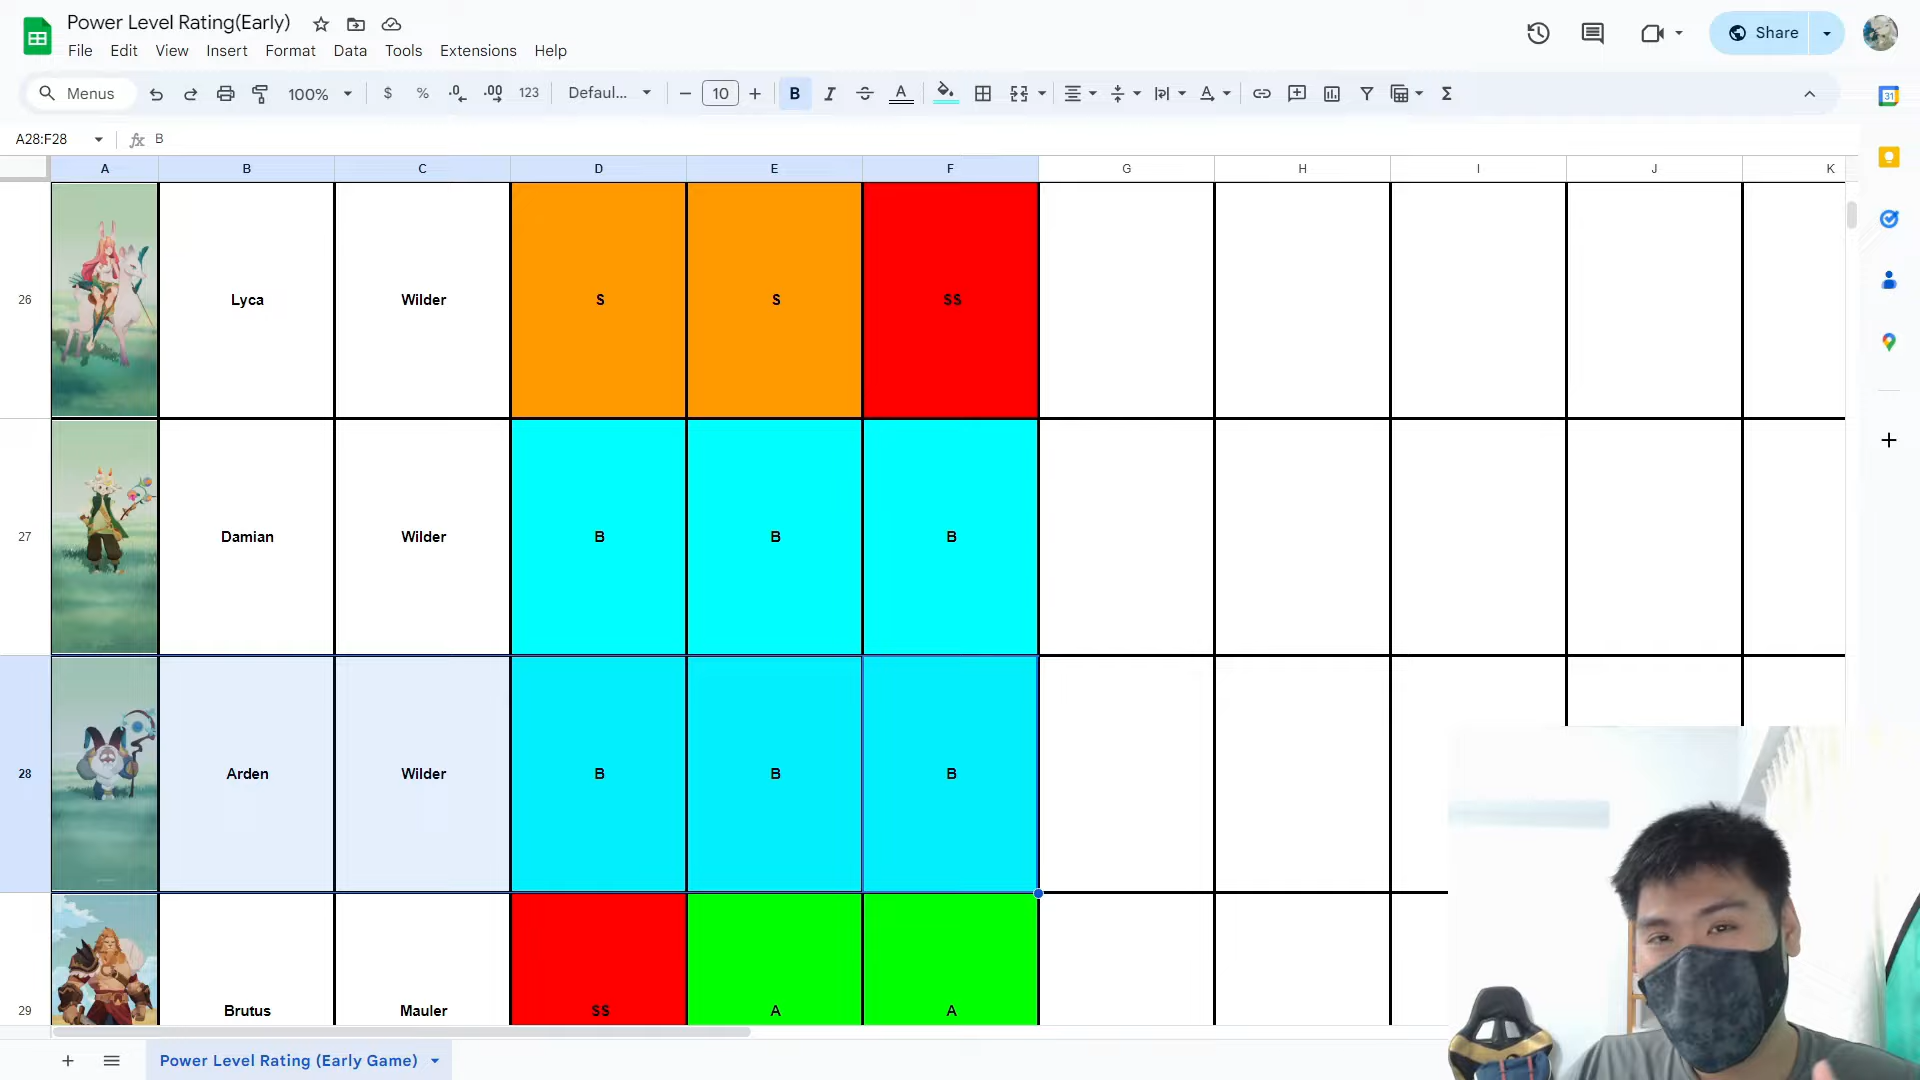 Power Level Rating(Early)
File Edit View Insert Format Data Tools Extensions Help
Share
Menus 100% $ % .0 .00 123 Defaul... − 10 + B I A A Σ
31
A28:F28 fx B
A B C D E F G H I J K
26 Lyca Wilder S S SS
27 Damian Wilder B B B
28 Arden Wilder B B B
29 Brutus Mauler SS A A
+ Power Level Rating (Early Game)